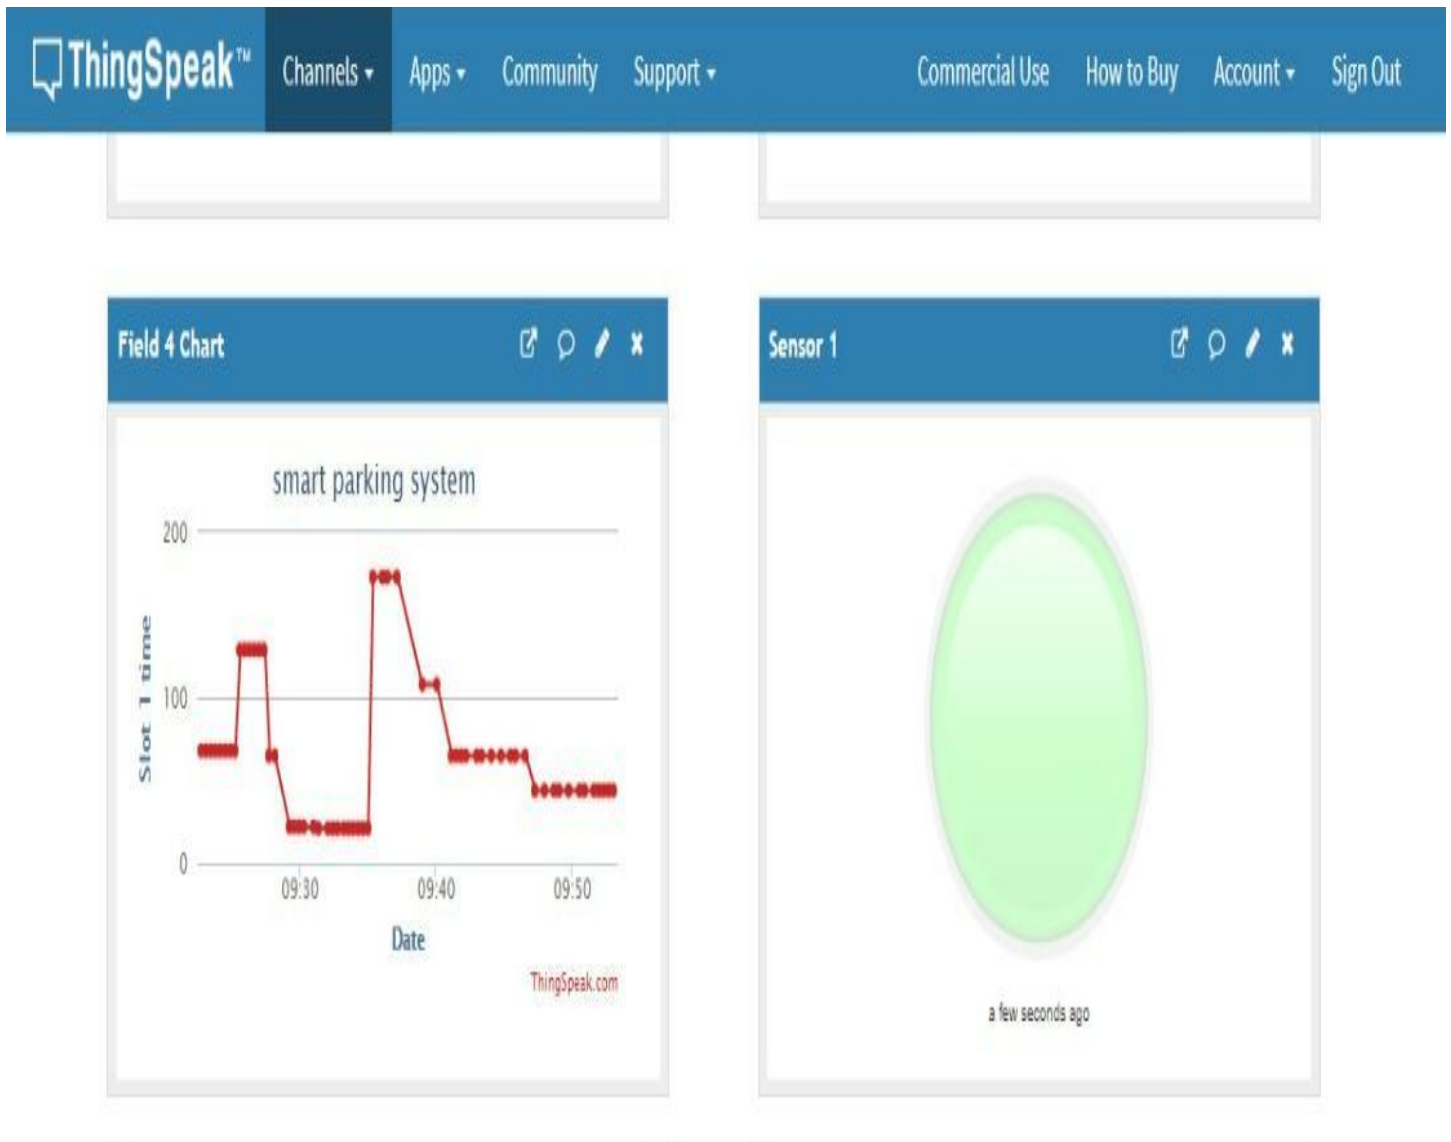 ThingSpeak™ Channels Apps Community Support Commercial Use How to Buy Account Sign Out
Field 4 Chart
smart parking system
200
100
0
Slot 1 time
09:30 09:40 09:50
Date
ThingSpeak.com
Sensor 1
a few seconds ago